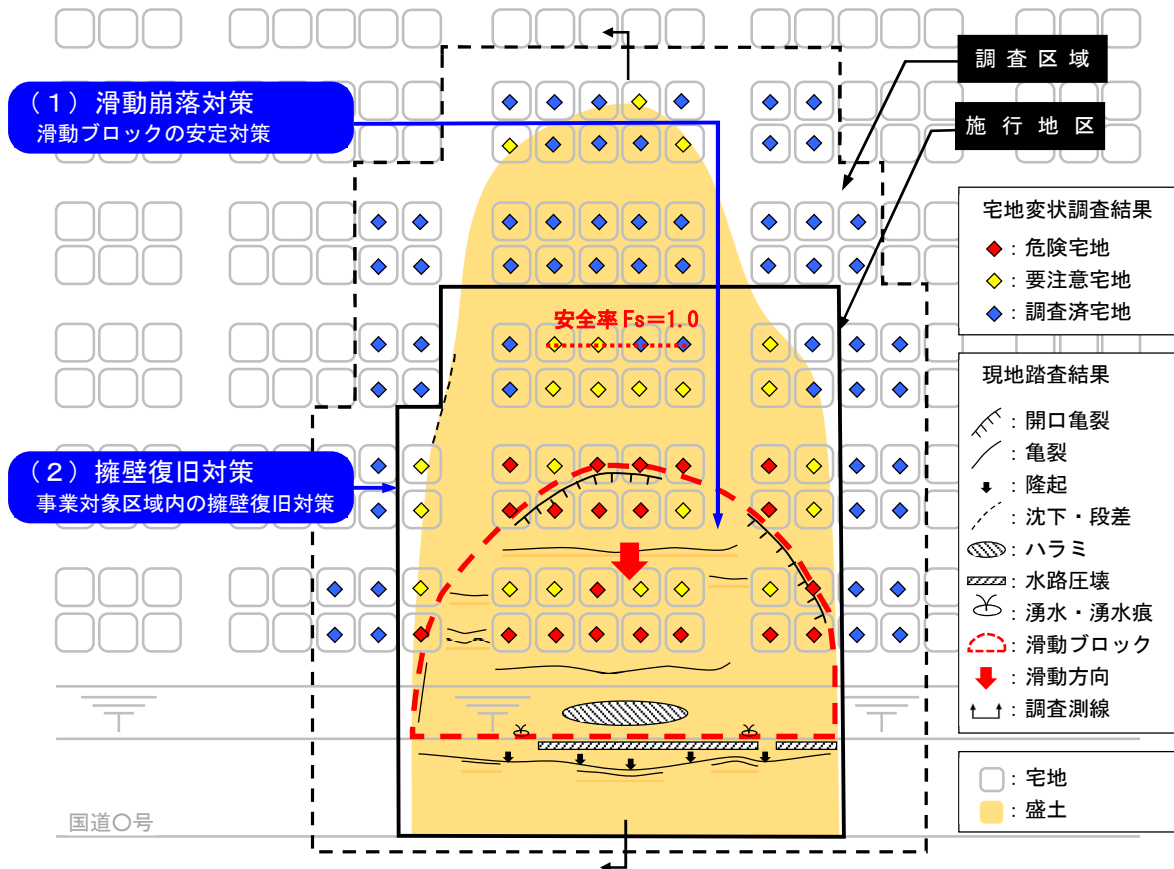 （１）滑動崩落対策
滑動ブロックの安定対策
調査区域
施行地区
安全率Fs＝1.0
（２）擁壁復旧対策
事業対象区域内の擁壁復旧対策
国道〇号
宅地変状調査結果
：危険宅地
：要注意宅地
：調査済宅地
現地踏査結果
：開口亀裂
：亀裂
：隆起
：沈下・段差
：ハラミ
：水路圧壊
：湧水・湧水痕
：滑動ブロック
：滑動方向
：調査測線
：宅地
：盛土